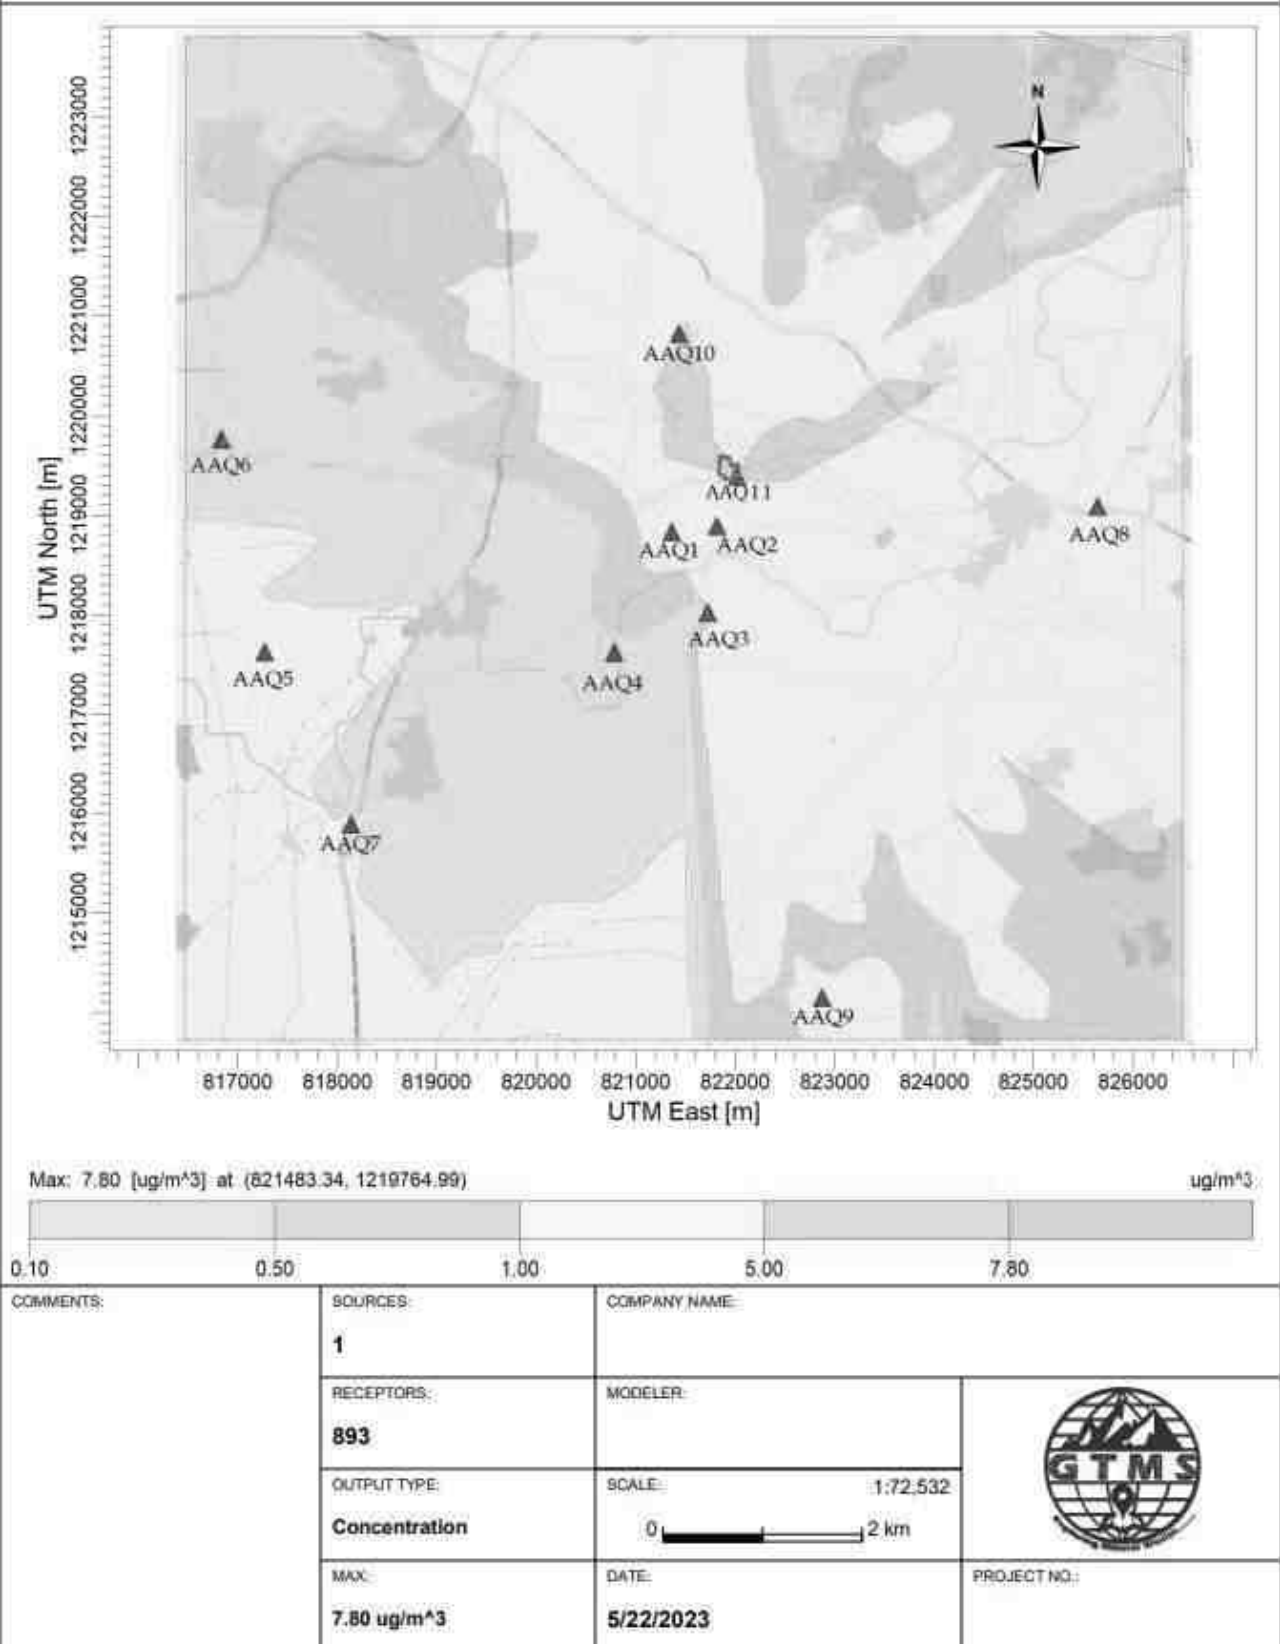 N
1223000
1222000
1221000
1220000
1219000
1218000
1217000
1216000
1215000
UTM North [m]
AAQ10
AAQ6
AAQ11
AAQ8
AAQ1
AAQ2
AAQ3
AAQ5
AAQ4
AAQ7
AAQ9
817000 818000 819000 820000 821000 822000 823000 824000 825000 826000
UTM East [m]
Max: 7.80 [ug/m^3] at (821483.34, 1219764.99)
ug/m^3
0.10 0.50 1.00 5.00 7.80
COMMENTS:
SOURCES:
1
COMPANY NAME:
RECEPTORS:
893
MODELER:
OUTPUT TYPE:
Concentration
SCALE: 1:72,532
0 2 km
GTMS
MAX:
7.80 ug/m^3
DATE:
5/22/2023
PROJECT NO.: